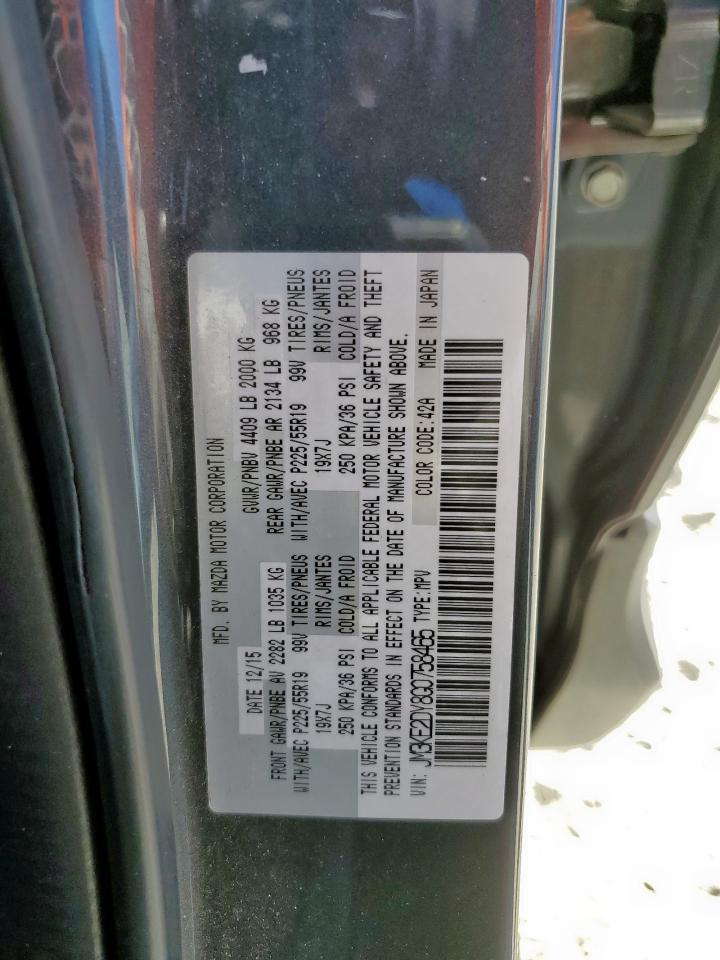 MFD. BY MAZDA MOTOR CORPORATION
DATE 12/15 GVWR/PNBV 4409 LB 2000 KG
FRONT GAWR/PNBE AV 2282 LB 1035 KG REAR GAWR/PNBE AR 2134 LB 968 KG
WITH/AVEC P225/55R19 99V TIRES/PNEUS WITH/AVEC P225/55R19 99V TIRES/PNEUS
19X7J RIMS/JANTES 19X7J RIMS/JANTES
250 KPA/36 PSI COLD/A FROID 250 KPA/36 PSI COLD/A FROID
THIS VEHICLE CONFORMS TO ALL APPLICABLE FEDERAL MOTOR VEHICLE SAFETY AND THEFT
PREVENTION STANDARDS IN EFFECT ON THE DATE OF MANUFACTURE SHOWN ABOVE.
VIN: JM3KE2DY8G0758465 TYPE:MPV COLOR CODE:42A MADE IN JAPAN